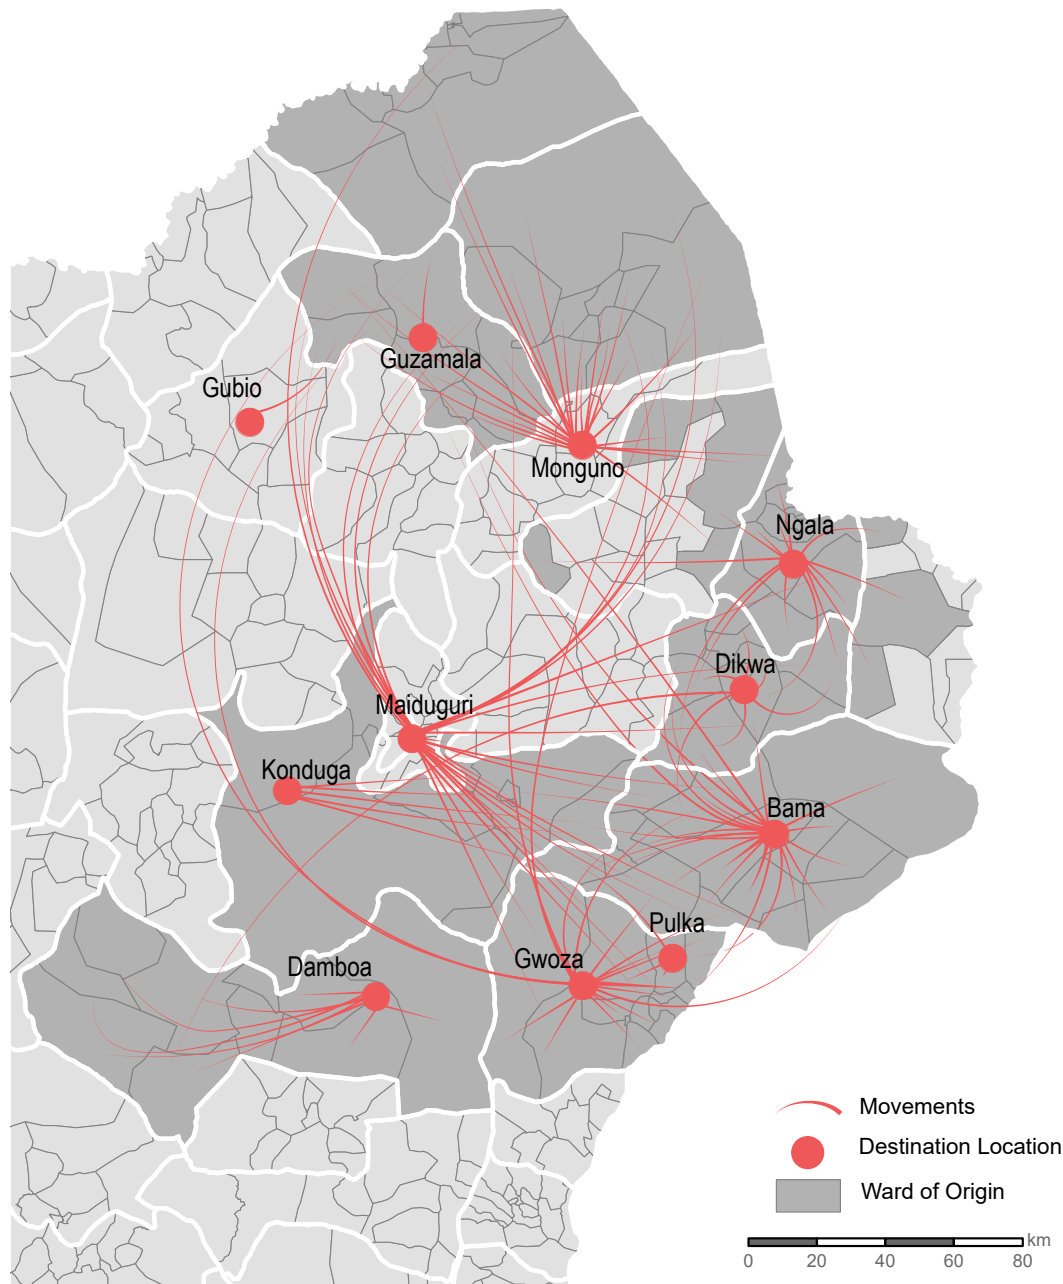 Guzamala
Gubio
Monguno
Ngala
Dikwa
Maiduguri
Konduga
Bama
Pulka
Gwoza
Damboa
Movements
Destination Location
Ward of Origin
km
0 20 40 60 80